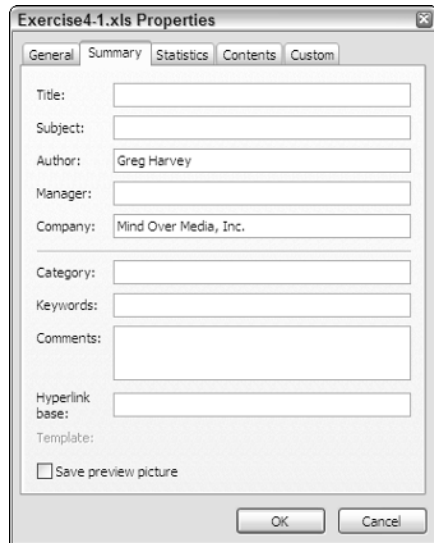 Exercise4-1.xls Properties
General Summary Statistics Contents Custom
Title:
Subject:
Author: Greg Harvey
Manager:
Company: Mind Over Media, Inc.
Category:
Keywords:
Comments:
Hyperlink
base:
Template:
Save preview picture
OK Cancel